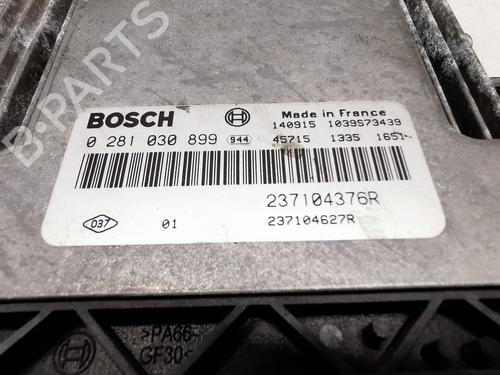 B-PARTS
BOSCH
Made in France
140915 1039S73439
0 281 030 899 944 45715 1335 1651
237104376R
037 01 237104627R
>PA66-
GF30<